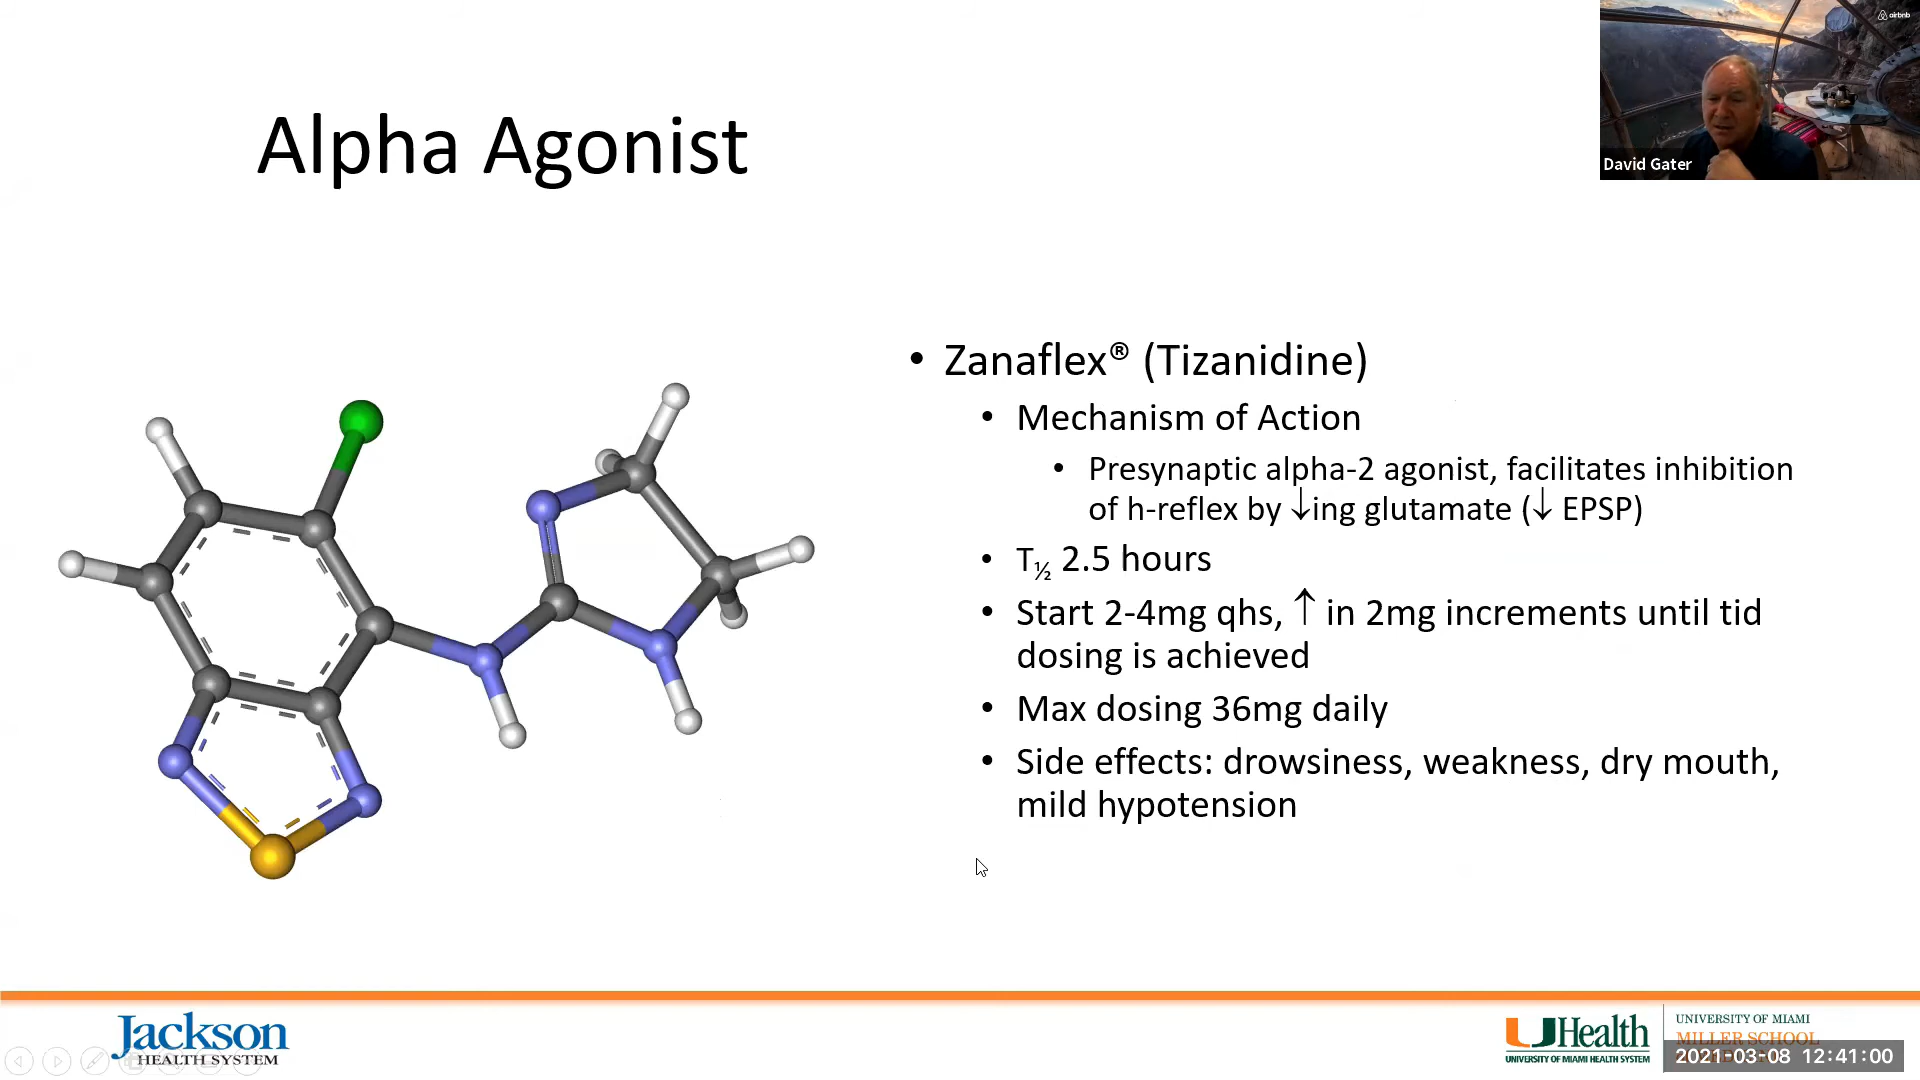 Alpha Agonist
airbnb
David Gater
• Zanaflex® (Tizanidine)
• Mechanism of Action
• Presynaptic alpha-2 agonist, facilitates inhibition
of h-reflex by ↓ing glutamate (↓ EPSP)
• T½ 2.5 hours
• Start 2-4mg qhs, ↑ in 2mg increments until tid
dosing is achieved
• Max dosing 36mg daily
• Side effects: drowsiness, weakness, dry mouth,
mild hypotension
Jackson
HEALTH SYSTEM
UHealth
UNIVERSITY OF MIAMI HEALTH SYSTEM
UNIVERSITY OF MIAMI
MILLER SCHOOL
2021-03-08 12:41:00